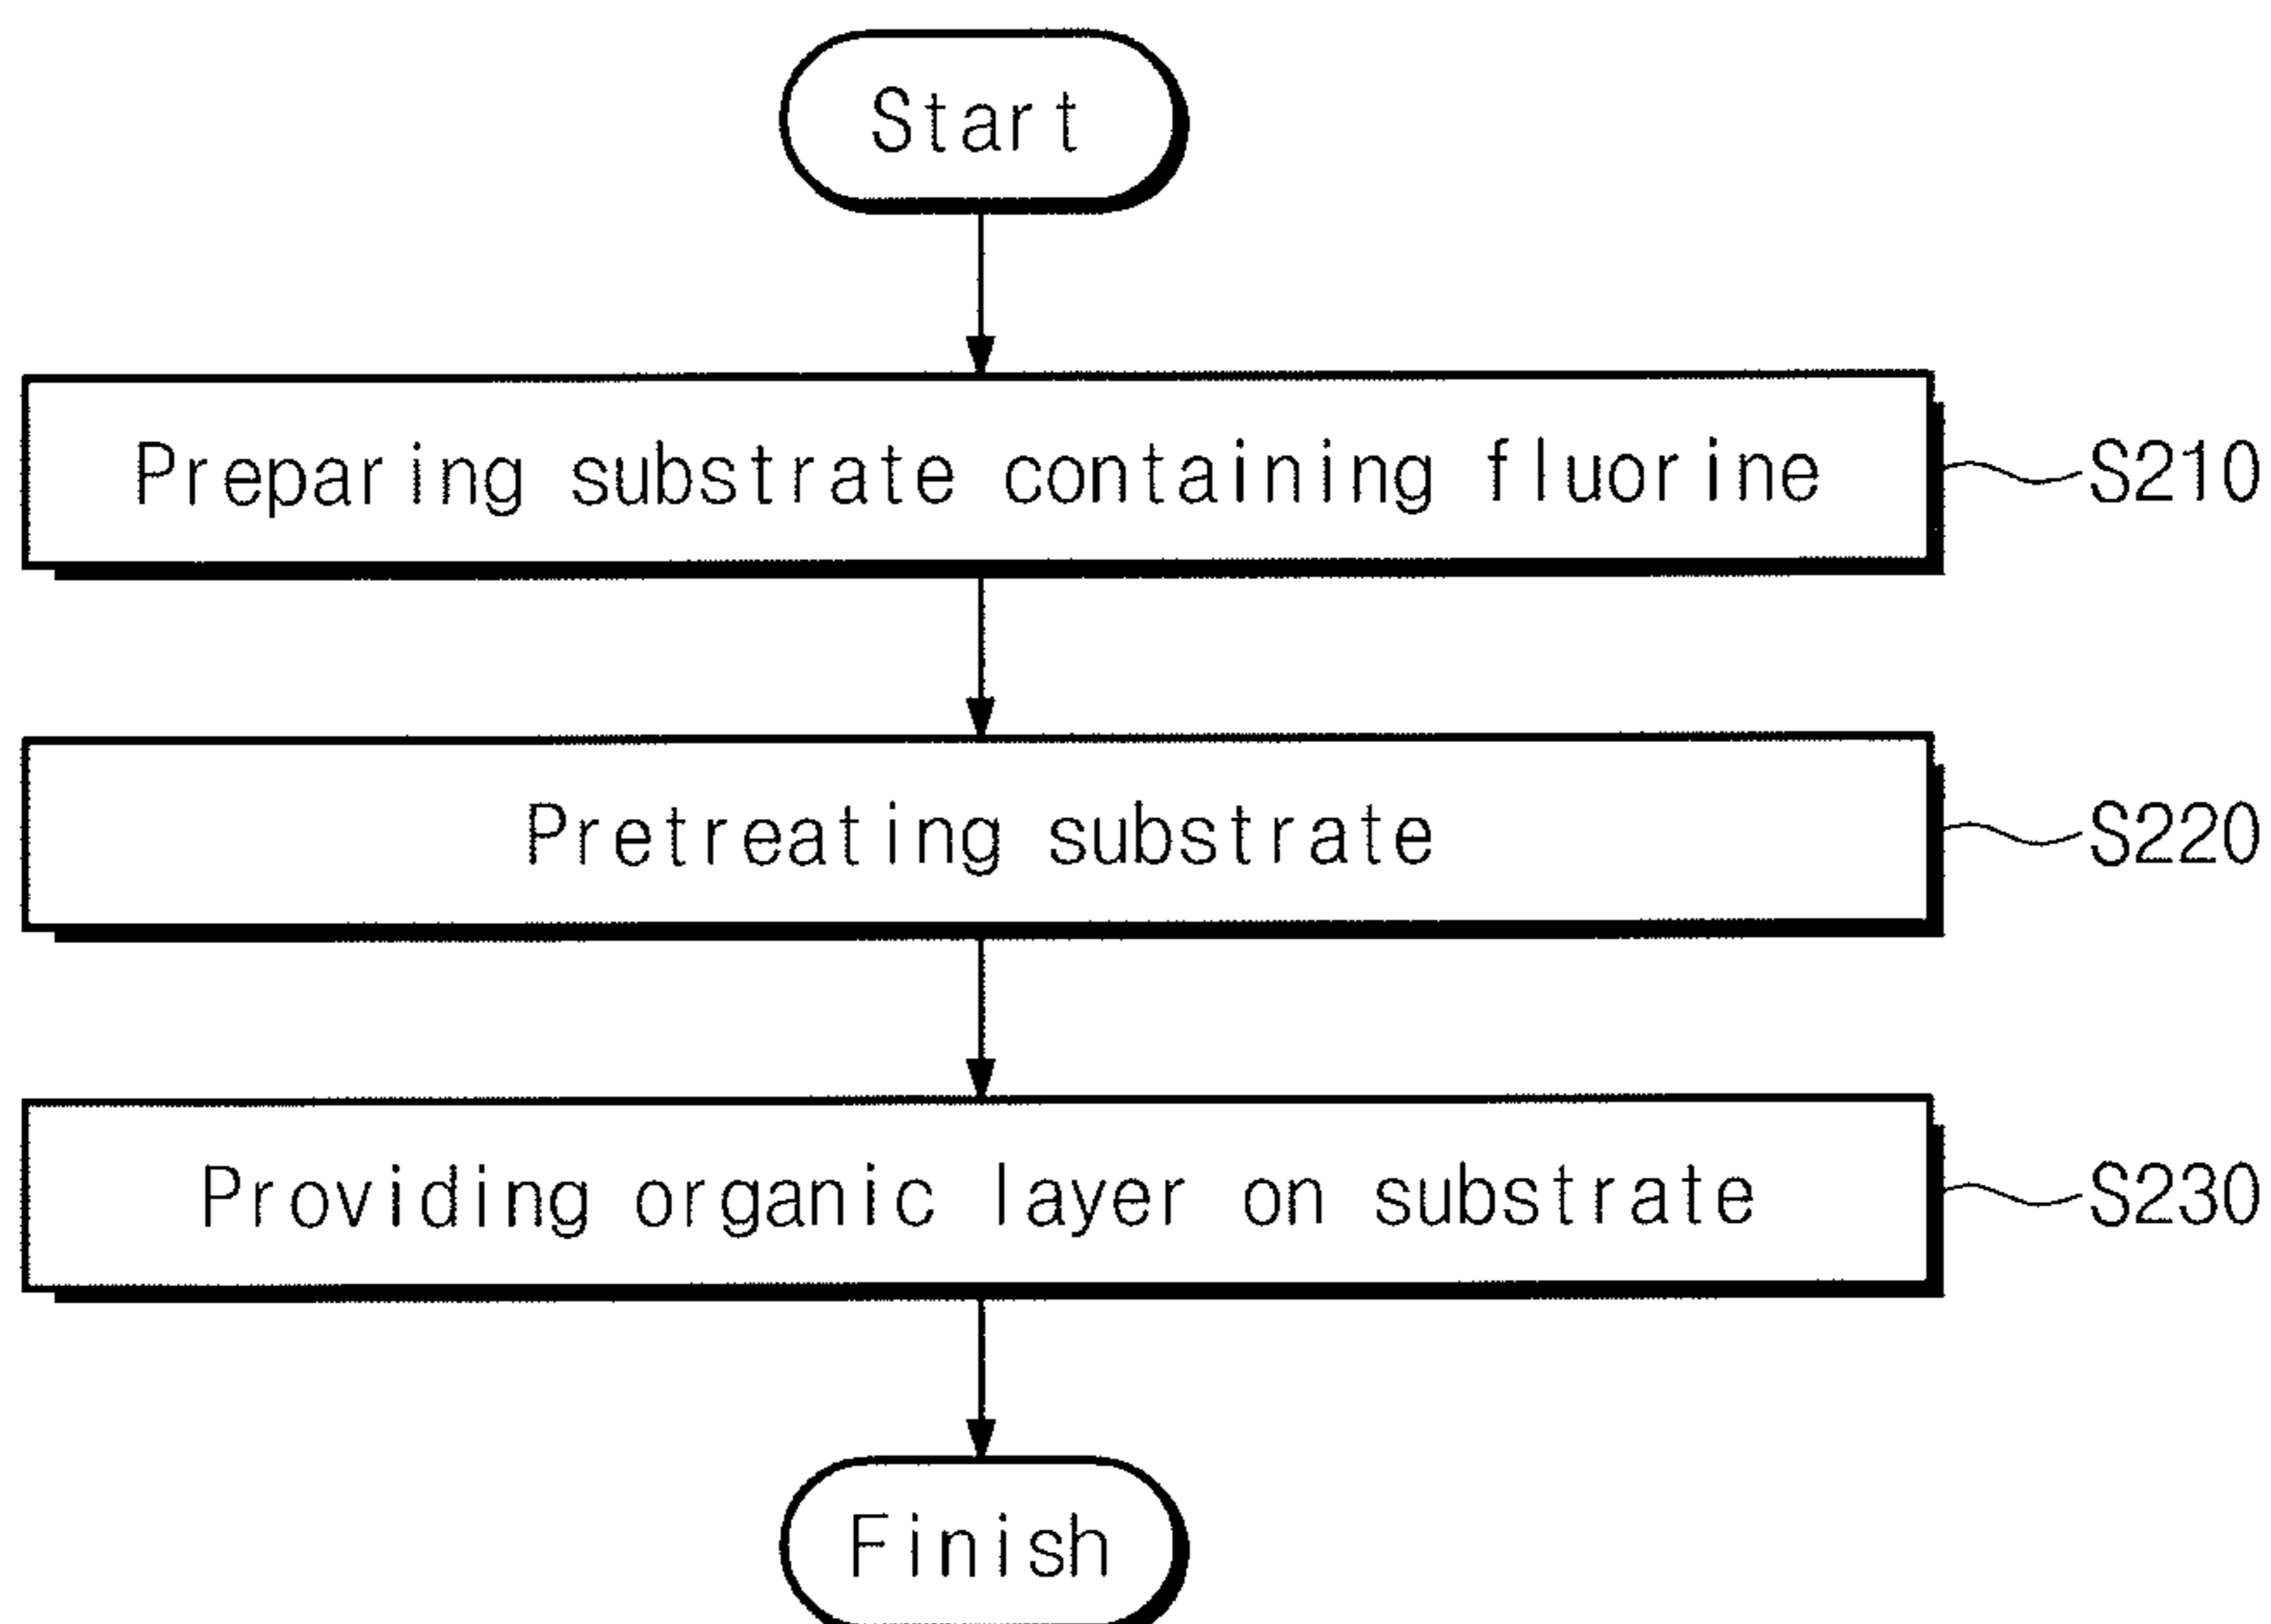 Start
Preparing substrate containing fluorine
S210
Pretreating substrate
S220
Providing organic layer on substrate
S230
Finish